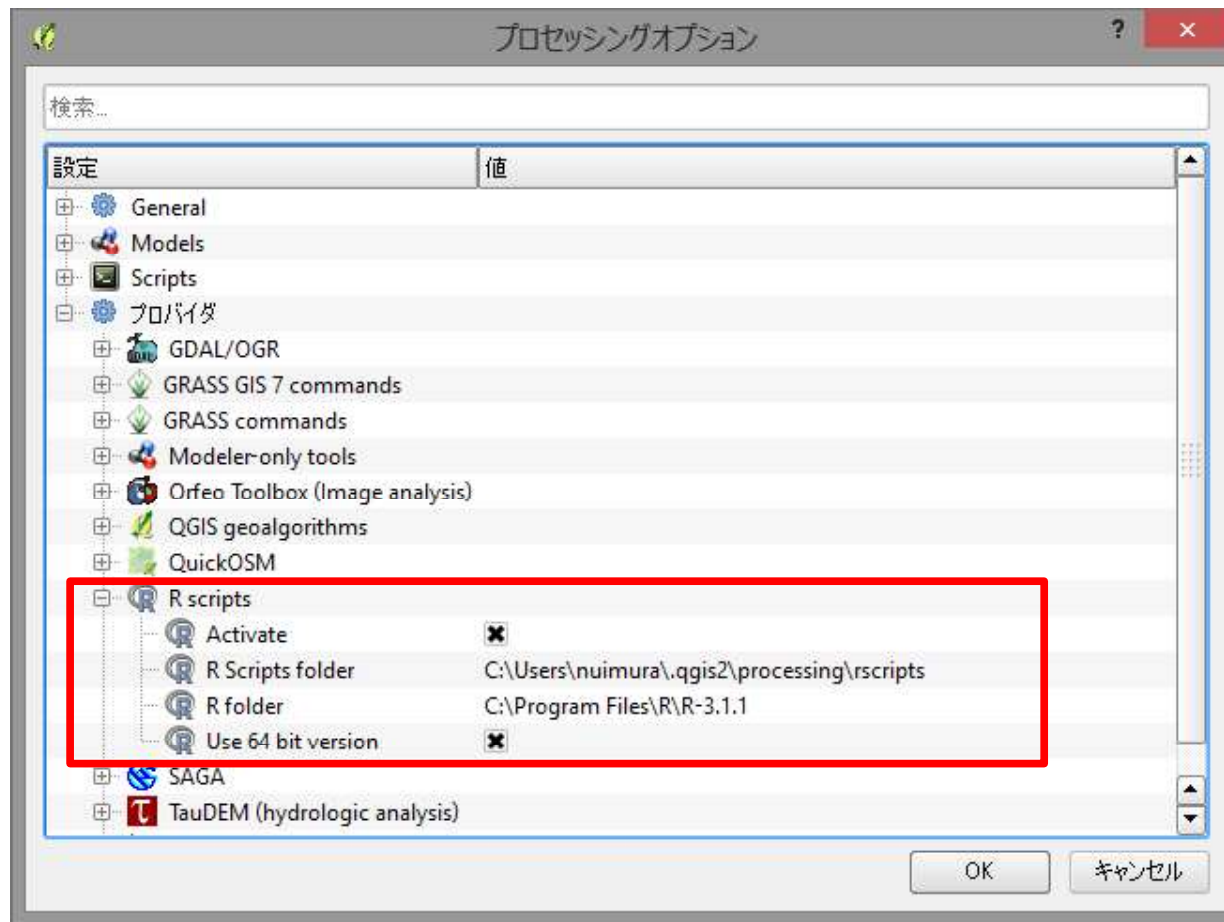 プロセッシングオプション ? ×
検索...
設定 値
General
Models
Scripts
プロバイダ
GDAL/OGR
GRASS GIS 7 commands
GRASS commands
Modeler-only tools
Orfeo Toolbox (Image analysis)
QGIS geoalgorithms
QuickOSM
R scripts
Activate
R Scripts folder C:\Users\nuimura\.qgis2\processing\rscripts
R folder C:\Program Files\R\R-3.1.1
Use 64 bit version
SAGA
TauDEM (hydrologic analysis)
OK キャンセル